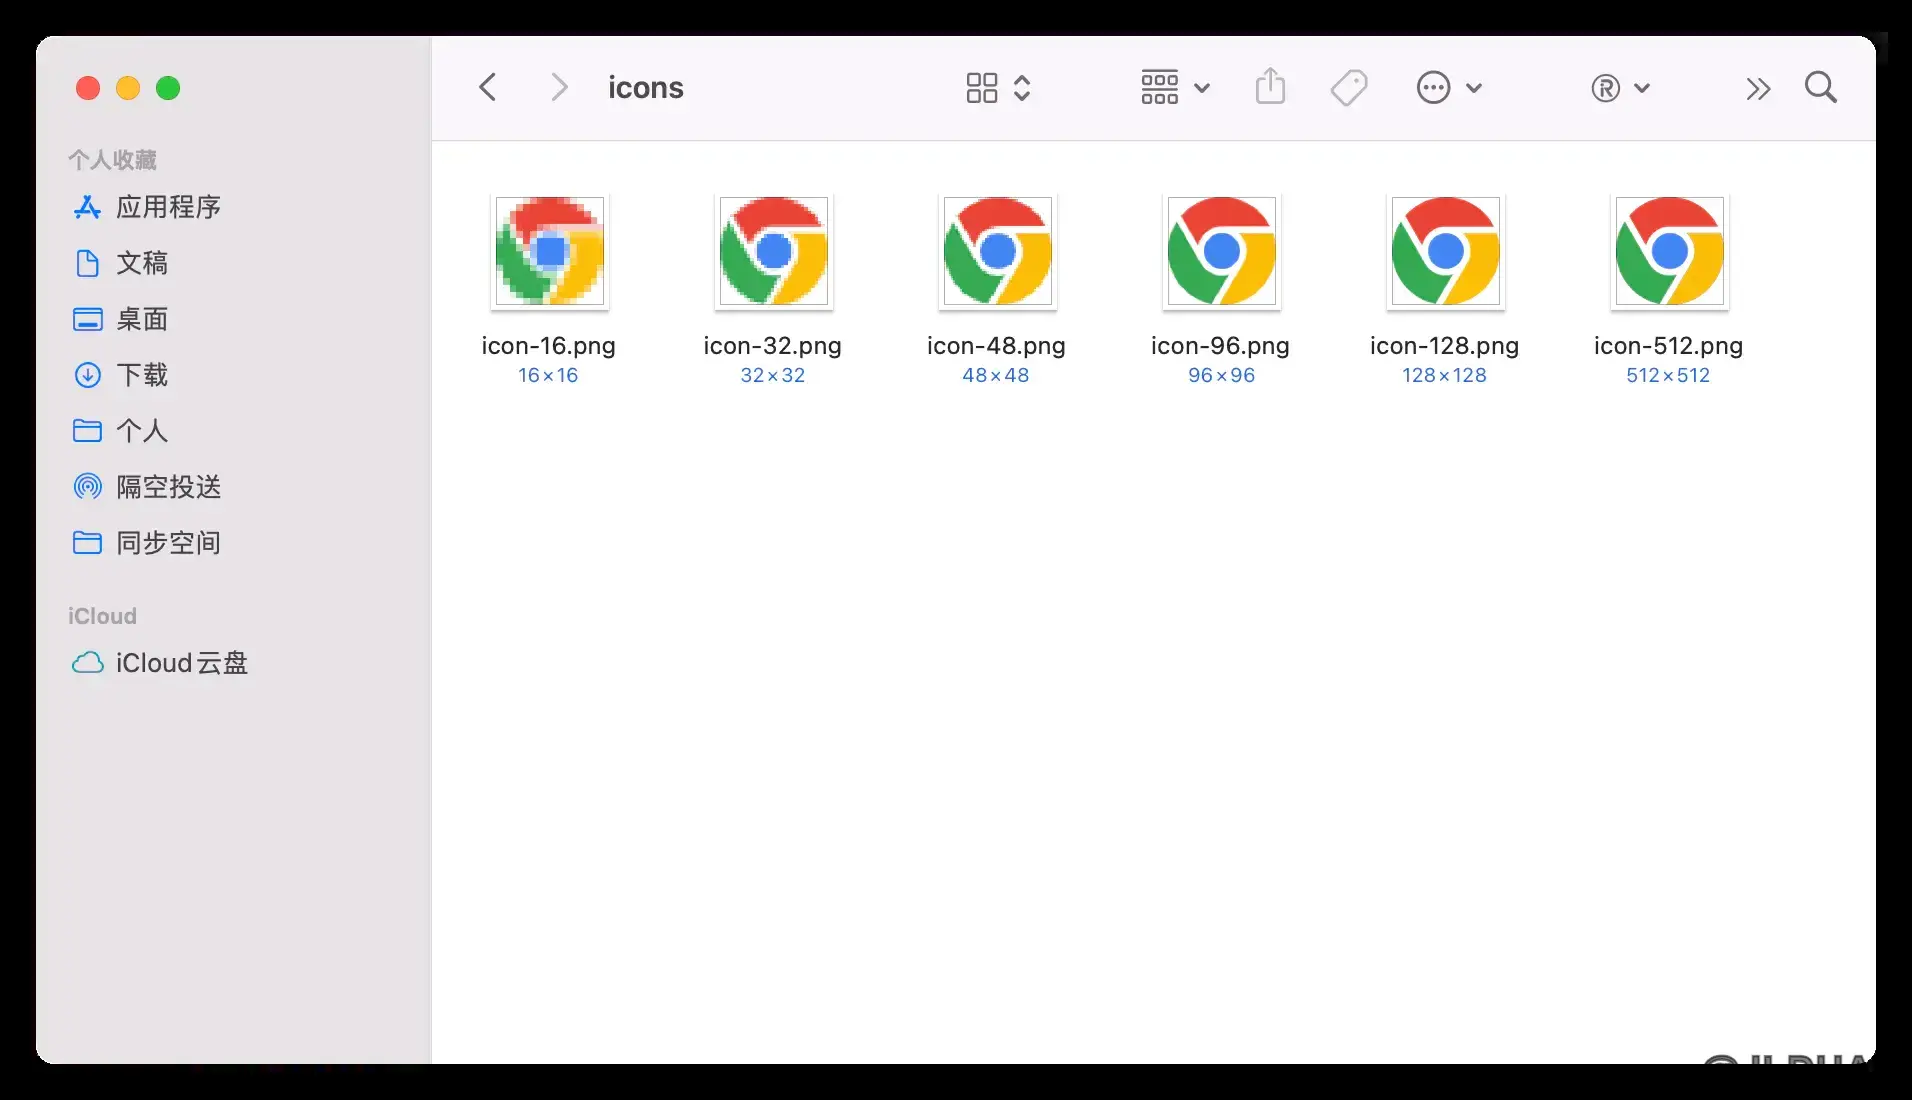 icons
个人收藏
应用程序
文稿
桌面
下载
个人
隔空投送
同步空间
iCloud
iCloud云盘
icon-16.png
16×16
icon-32.png
32×32
icon-48.png
48×48
icon-96.png
96×96
icon-128.png
128×128
icon-512.png
512×512